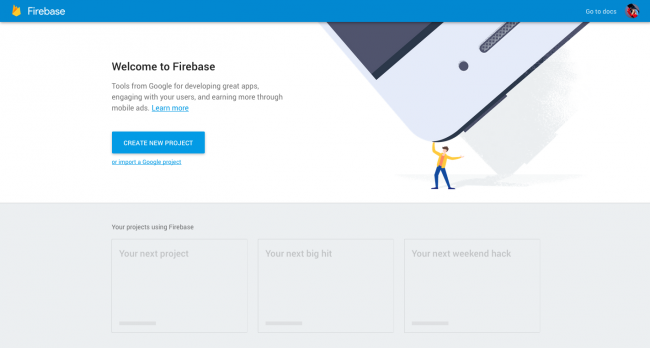 Firebase
Go to docs
Welcome to Firebase
Tools from Google for developing great apps,
engaging with your users, and earning more through
mobile ads. Learn more
CREATE NEW PROJECT
or import a Google project
Your projects using Firebase
Your next project
Your next big hit
Your next weekend hack